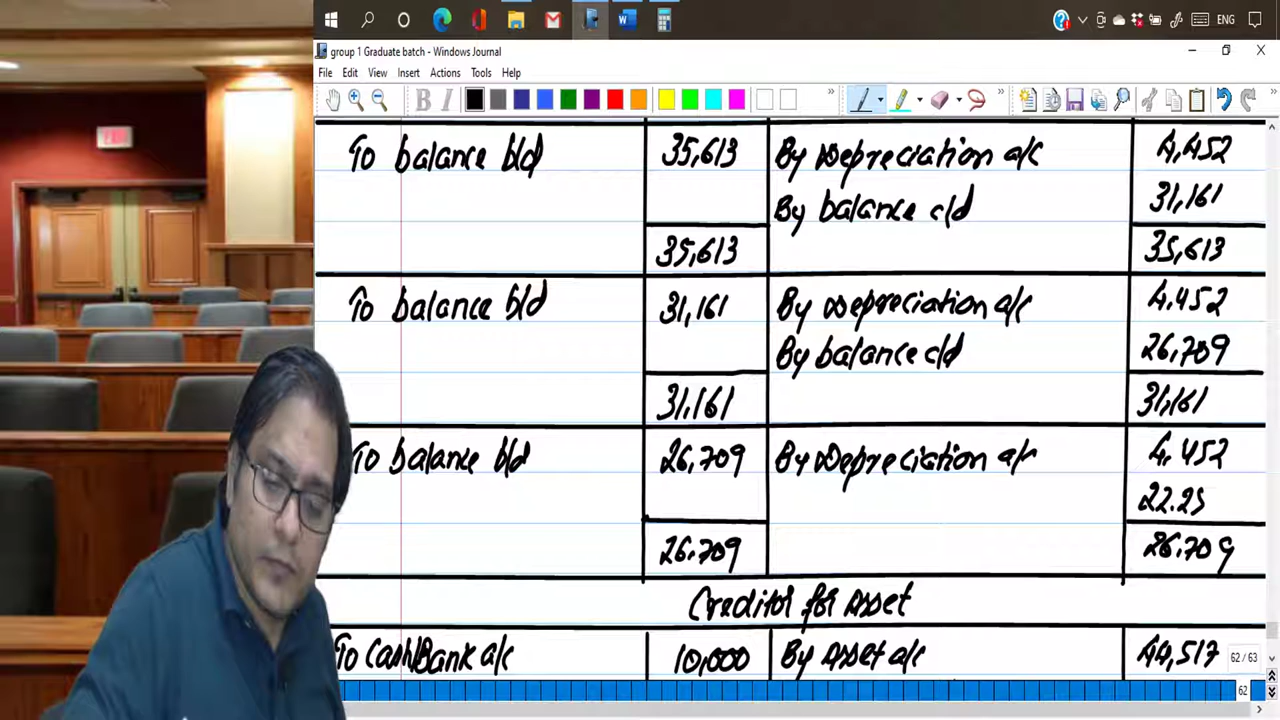 ENG
group 1 Graduate batch - Windows Journal
File Edit View Insert Actions Tools Help
To balance b/d 35,613 By Depreciation a/c 4,452
By balance c/d 31,161
35,613 35,613
To balance b/d 31,161 By Depreciation a/c 4,452
By balance c/d 26,709
31,161 31,161
To balance b/d 26,709 By Depreciation a/c 4,452
22.25
26,709 26,709
Creditor for Asset
To Cash/Bank a/c 10,000 By Asset a/c 44,517
62 / 63
62